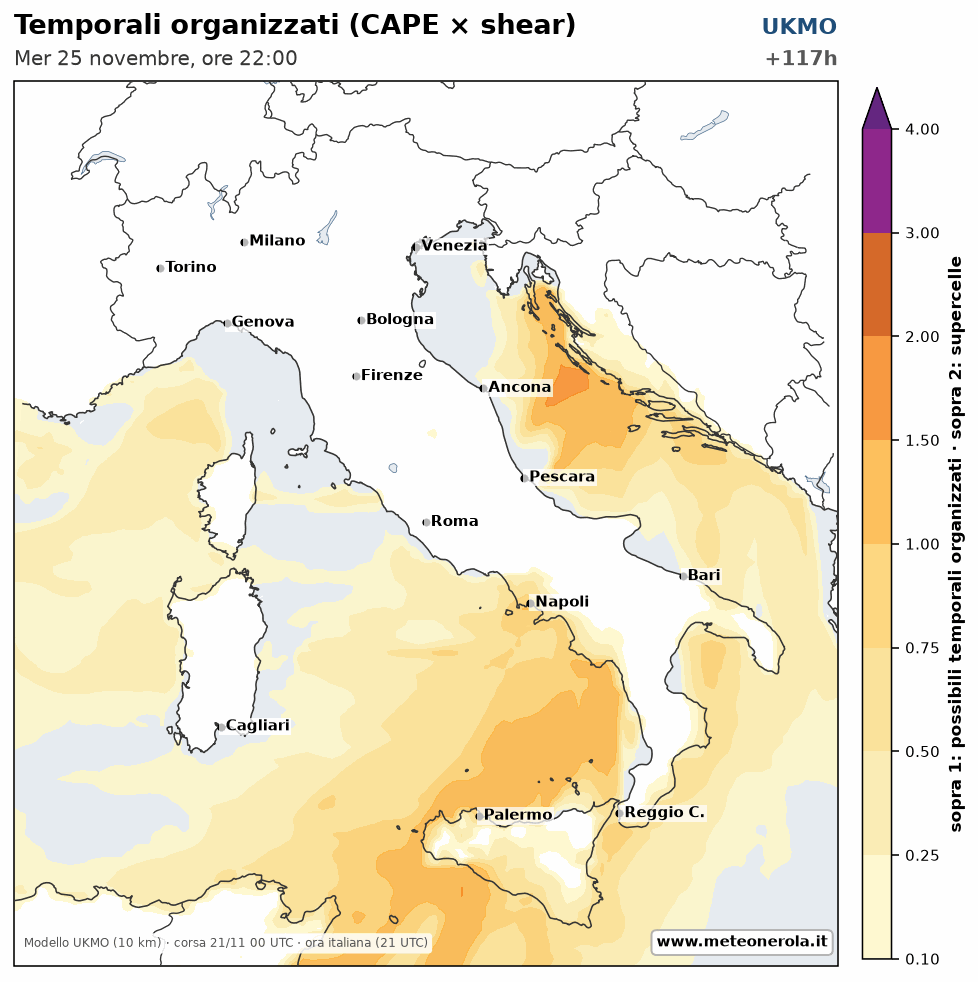 Temporali organizzati (CAPE × shear)
UKMO
Mer 25 novembre, ore 22:00
+117h
Milano
Venezia
Torino
Genova
Bologna
Firenze
Ancona
Pescara
Roma
Bari
Napoli
Cagliari
Palermo
Reggio C.
4.00
3.00
2.00
1.50
1.00
0.75
0.50
0.25
0.10
sopra 1: possibili temporali organizzati · sopra 2: supercelle
Modello UKMO (10 km) · corsa 21/11 00 UTC · ora italiana (21 UTC)
www.meteonerola.it